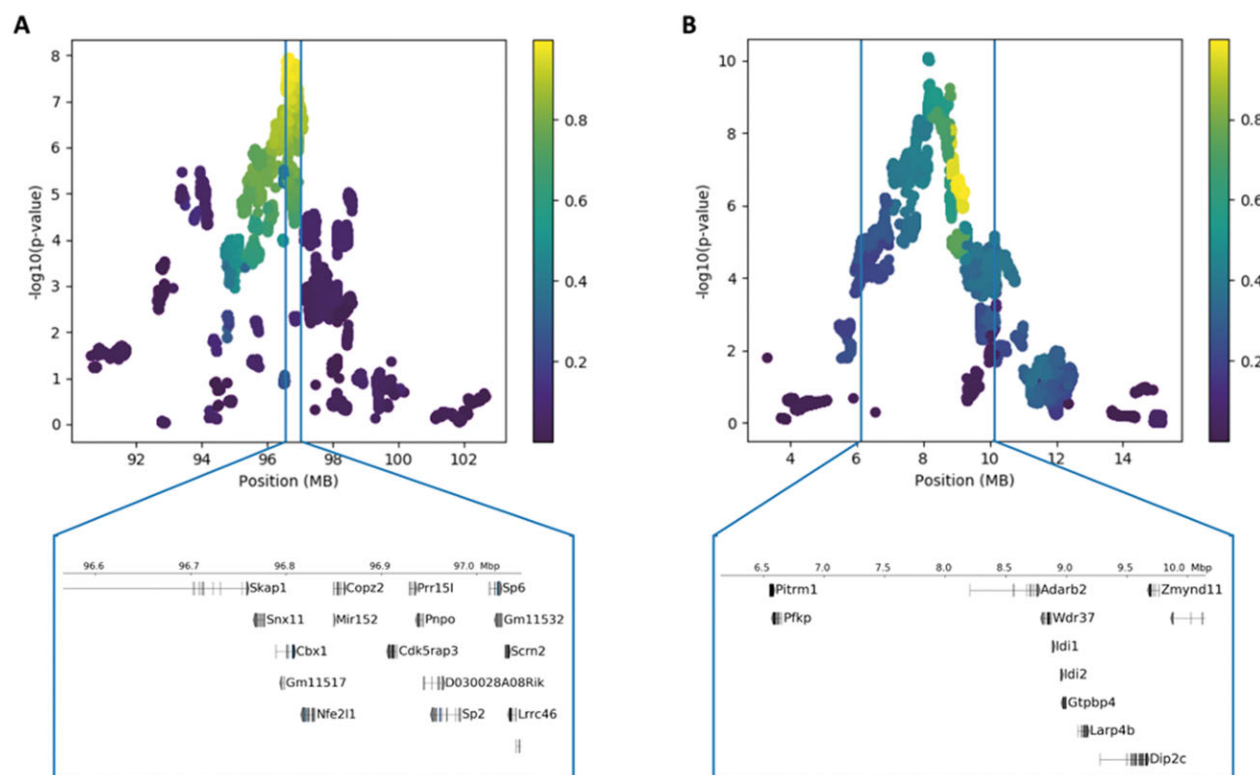 A
B
8
7
6
5
4
3
2
1
0
-log10(p-value)
92 94 96 98 100 102
Position (MB)
0.8
0.6
0.4
0.2
10
8
6
4
2
0
-log10(p-value)
4 6 8 10 12 14
Position (MB)
0.8
0.6
0.4
0.2
96.6 96.7 96.8 96.9 97.0 Mbp
Skap1 Copz2 Prr15l Sp6
Snx11 Mir152 Pnpo Gm11532
Cbx1 Cdk5rap3 Scrn2
Gm11517 D030028A08Rik
Nfe2l1 Sp2 Lrrc46
6.5 7.0 7.5 8.0 8.5 9.0 9.5 10.0 Mbp
Pitrm1 Adarb2 Zmynd11
Pfkp Wdr37
Idi1
Idi2
Gtpbp4
Larp4b
Dip2c